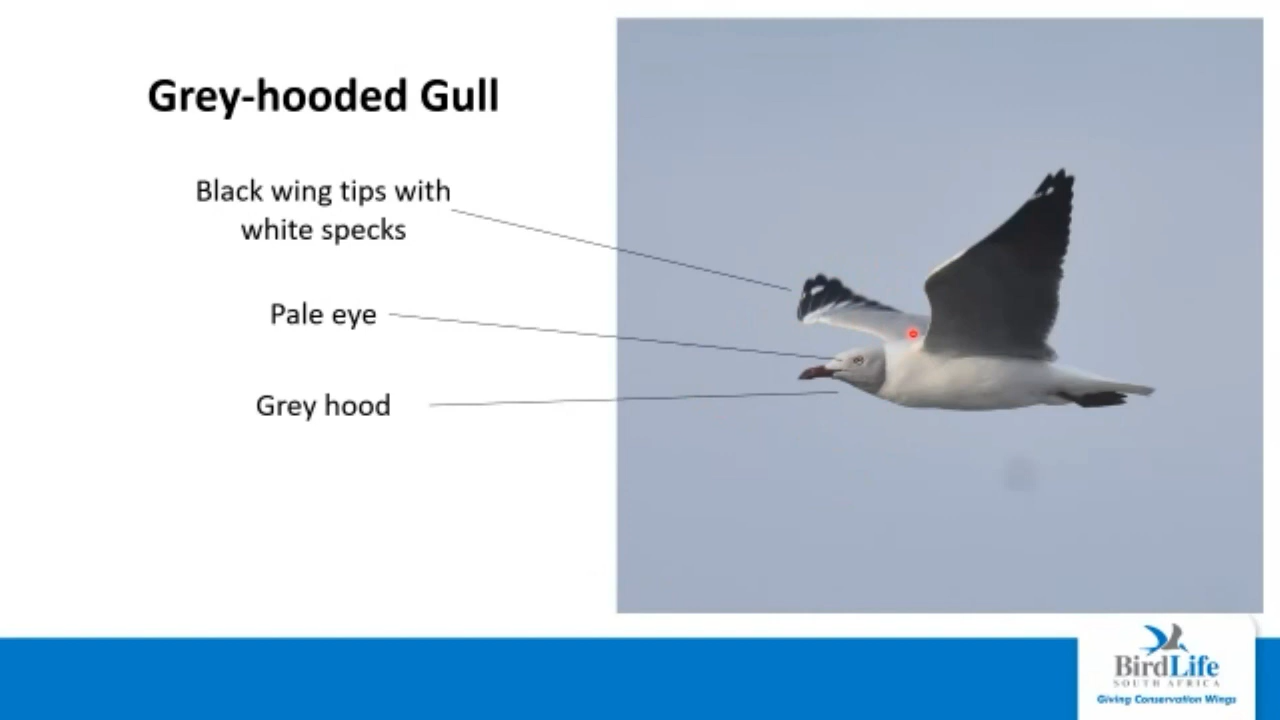 Grey-hooded Gull
Black wing tips with
white specks
Pale eye
Grey hood
BirdLife
SOUTH AFRICA
Giving Conservation Wings